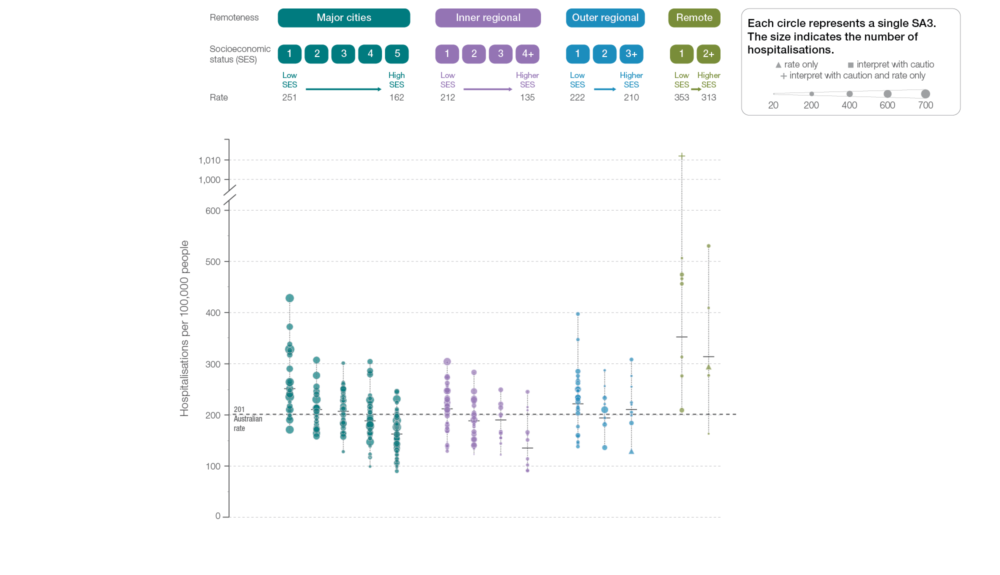 Remoteness
Major cities
Inner regional
Outer regional
Remote
Socioeconomic
status (SES)
1 2 3 4 5
1 2 3 4+
1 2 3+
1 2+
Low
SES
High
SES
Low
SES
Higher
SES
Low
SES
Higher
SES
Low
SES
Higher
SES
Rate
251 162 212 135 222 210 353 313
Each circle represents a single SA3.
The size indicates the number of
hospitalisations.
rate only
interpret with cautio
interpret with caution and rate only
20 200 400 600 700
Hospitalisations per 100,000 people
1,010
1,000
600
500
400
300
200
100
0
201
Australian
rate